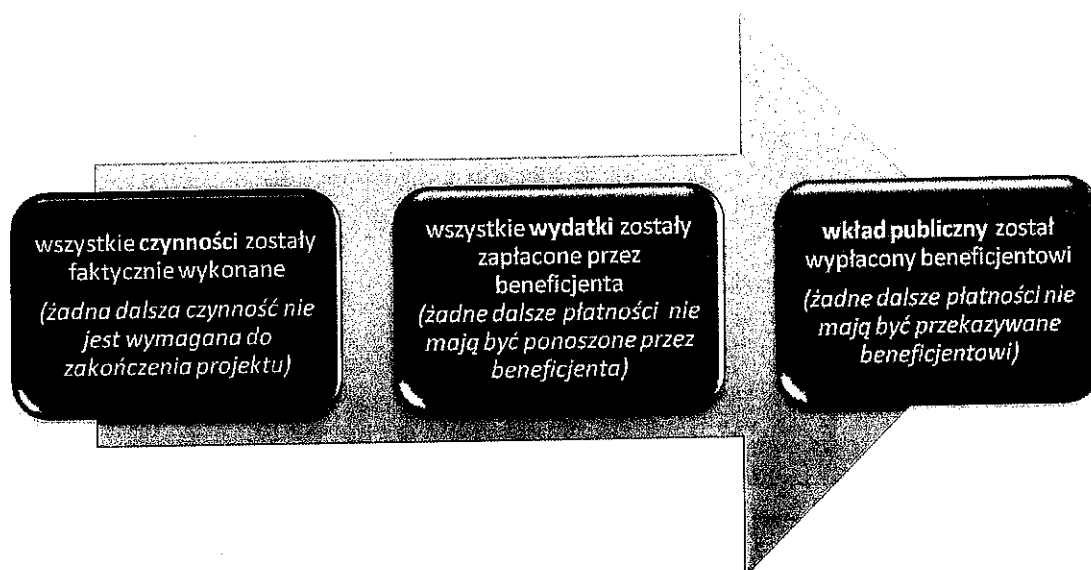 wszystkie czynności zostały
faktycznie wykonane
(żadna dalsza czynność nie
jest wymagana do
zakończenia projektu)
wszystkie wydatki zostały
zapłacone przez
beneficjenta
(żadne dalsze płatności nie
mają być ponoszone przez
beneficjenta)
wkład publiczny został
wypłacony beneficjentowi
(żadne dalsze płatności nie
mają być przekazywane
beneficjentowi)